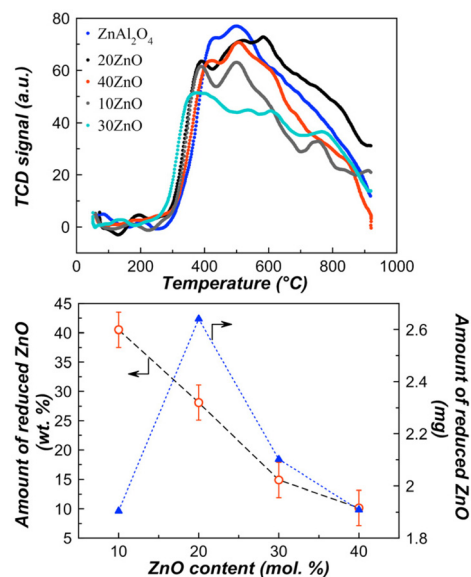 80
60
40
20
0
TCD signal (a.u.)
ZnAl2O4
20ZnO
40ZnO
10ZnO
30ZnO
0 200 400 600 800 1000
Temperature (°C)
45
40
35
30
25
20
15
10
5
Amount of reduced ZnO
(wt. %)
2.6
2.4
2.2
2
1.8
Amount of reduced ZnO
(mg)
10 20 30 40
ZnO content (mol. %)